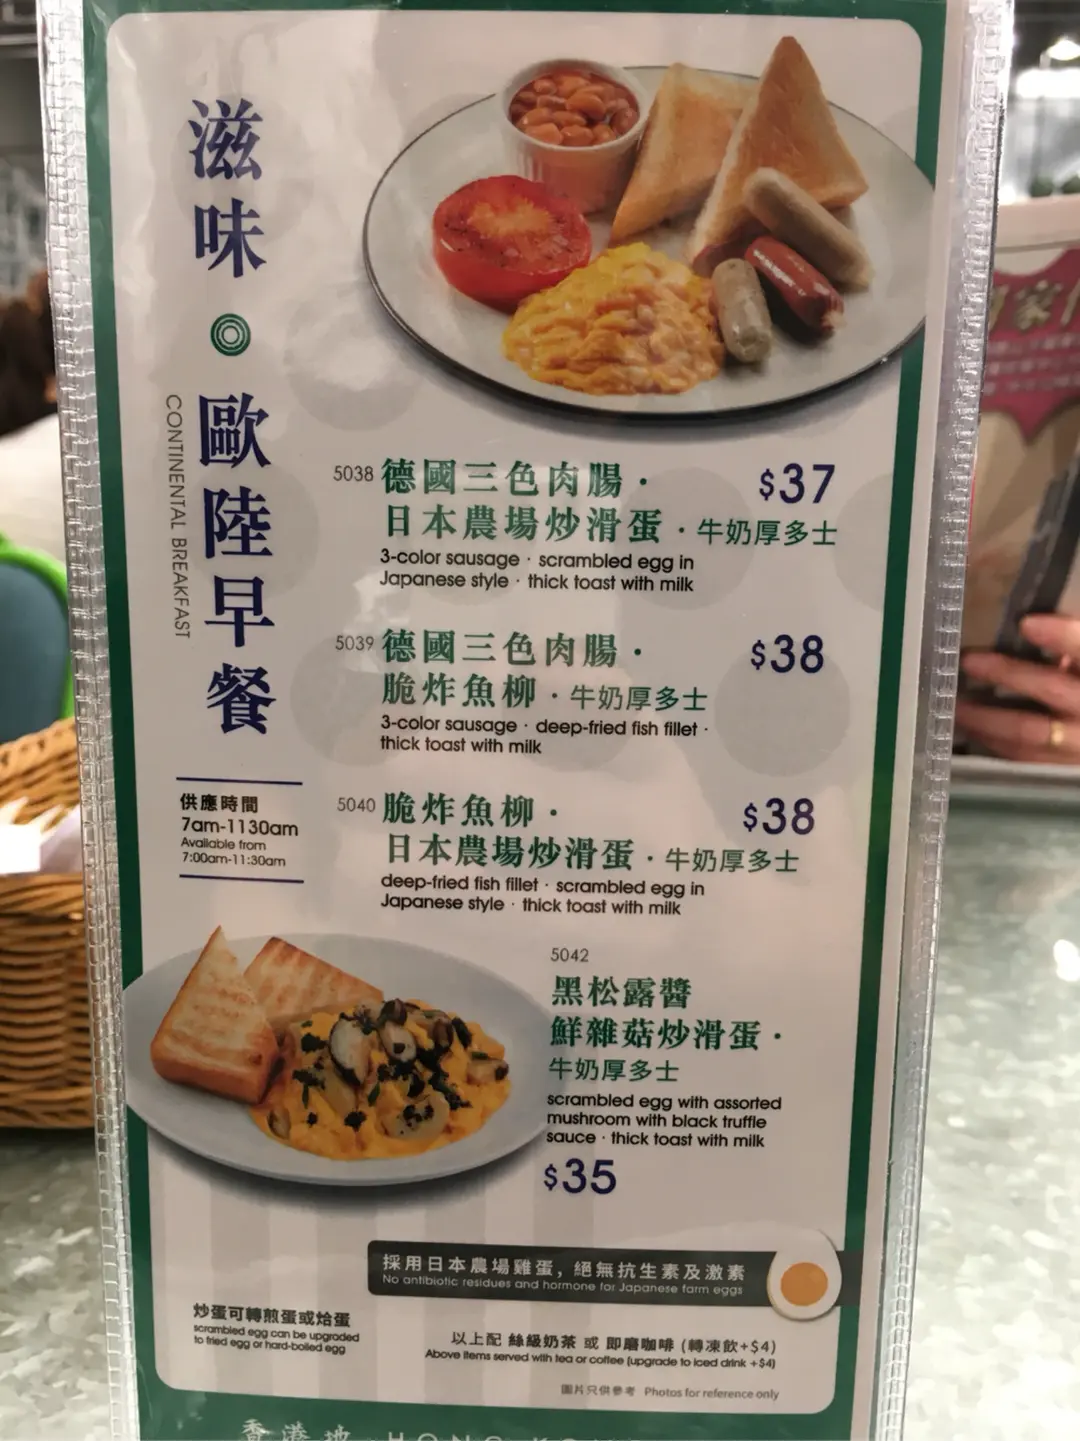 滋味
歐陸早餐
CONTINENTAL BREAKFAST
供應時間
7am-1130am
Available from
7:00am-11:30am
5038 德國三色肉腸· $37
日本農場炒滑蛋·牛奶厚多士
3-color sausage · scrambled egg in
Japanese style · thick toast with milk
5039 德國三色肉腸· $38
脆炸魚柳·牛奶厚多士
3-color sausage · deep-fried fish fillet ·
thick toast with milk
5040 脆炸魚柳· $38
日本農場炒滑蛋·牛奶厚多士
deep-fried fish fillet · scrambled egg in
Japanese style · thick toast with milk
5042
黑松露醬
鮮雜菇炒滑蛋·
牛奶厚多士
scrambled egg with assorted
mushroom with black truffle
sauce · thick toast with milk
$35
採用日本農場雞蛋，絕無抗生素及激素
No antibiotic residues and hormone for Japanese farm eggs
炒蛋可轉煎蛋或烚蛋
scrambled egg can be upgraded
to fried egg or hard-boiled egg
以上配 絲級奶茶 或 即磨咖啡 (轉凍飲+$4)
Above items served with tea or coffee (upgrade to iced drink +$4)
圖片只供參考 Photos for reference only
香港地